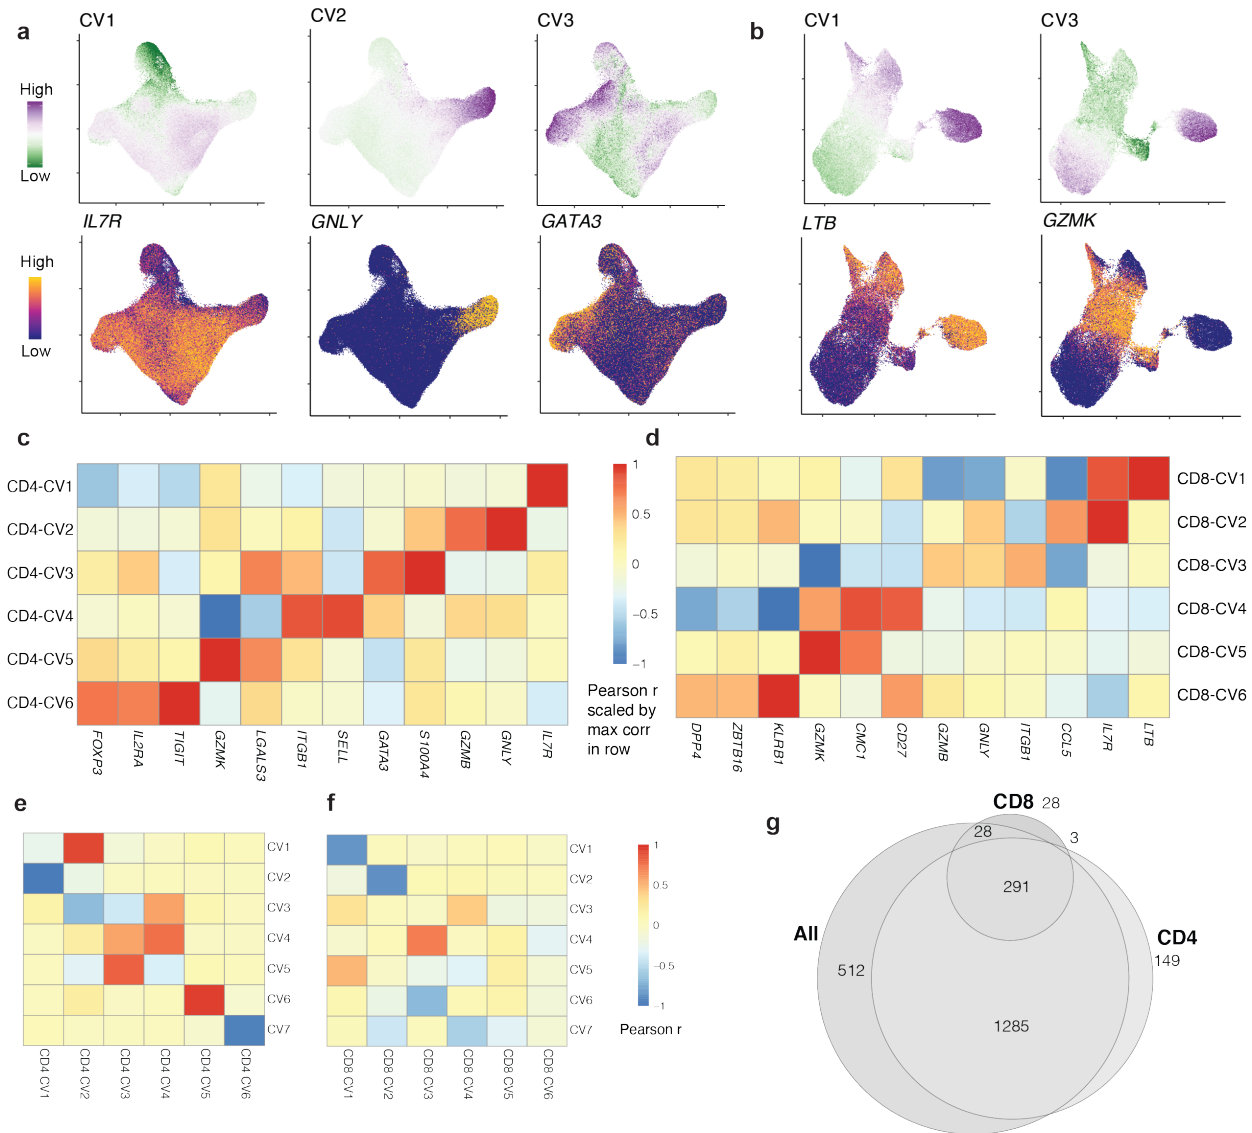 a
CV1
CV2
CV3
b
CV1
CV3
High
Low
IL7R
GNLY
GATA3
LTB
GZMK
High
Low
c
d
CD4-CV1
CD4-CV2
CD4-CV3
CD4-CV4
CD4-CV5
CD4-CV6
FOXP3
IL2RA
TIGIT
GZMK
LGALS3
ITGB1
SELL
GATA3
S100A4
GZMB
GNLY
IL7R
1
0.5
0
−0.5
−1
Pearson r
scaled by
max corr
in row
CD8-CV1
CD8-CV2
CD8-CV3
CD8-CV4
CD8-CV5
CD8-CV6
DPP4
ZBTB16
KLRB1
GZMK
CMC1
CD27
GZMB
GNLY
ITGB1
CCL5
IL7R
LTB
e
CV1
CV2
CV3
CV4
CV5
CV6
CV7
CD4 CV1
CD4 CV2
CD4 CV3
CD4 CV4
CD4 CV5
CD4 CV6
f
CV1
CV2
CV3
CV4
CV5
CV6
CV7
CD8 CV1
CD8 CV2
CD8 CV3
CD8 CV4
CD8 CV5
CD8 CV6
1
0.5
0
−0.5
−1
Pearson r
g
CD8 28
28
3
291
All
CD4
149
512
1285